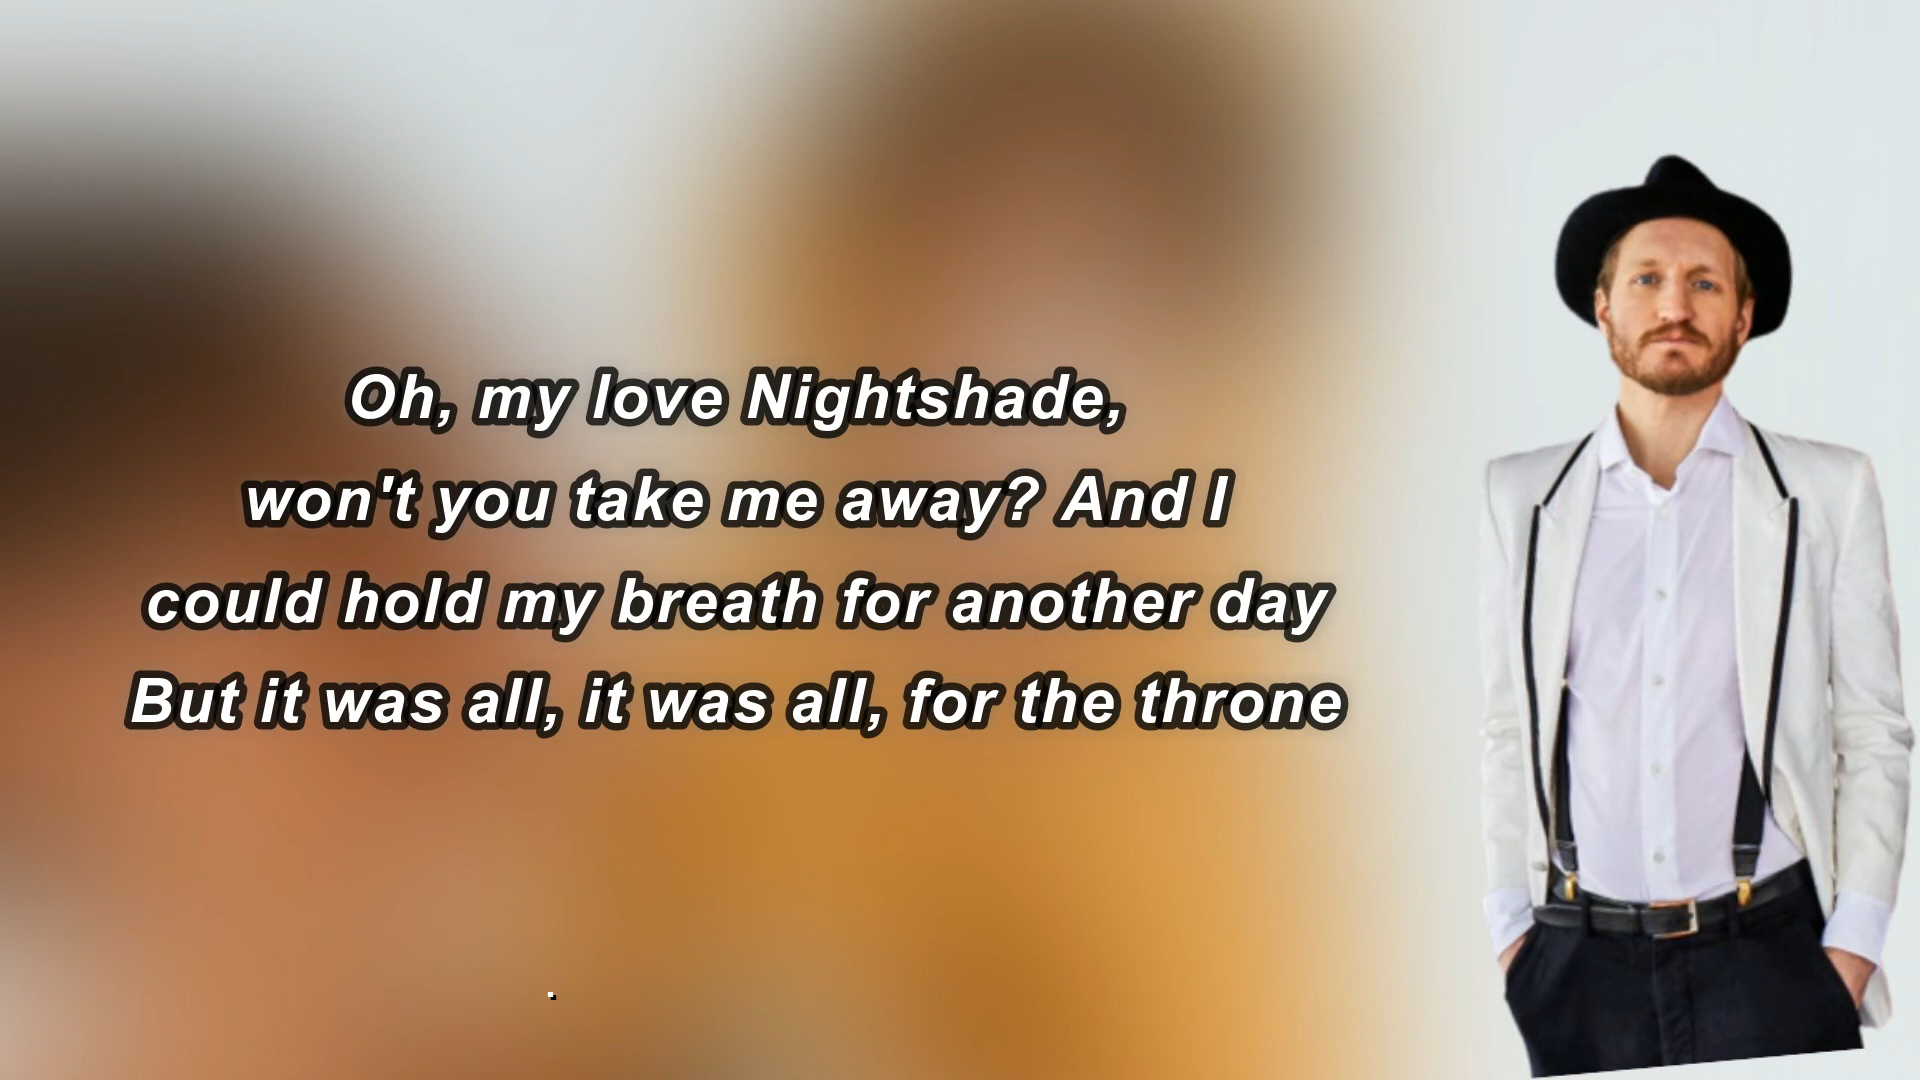 Oh, my love Nightshade,
won't you take me away? And I
could hold my breath for another day
But it was all, it was all, for the throne